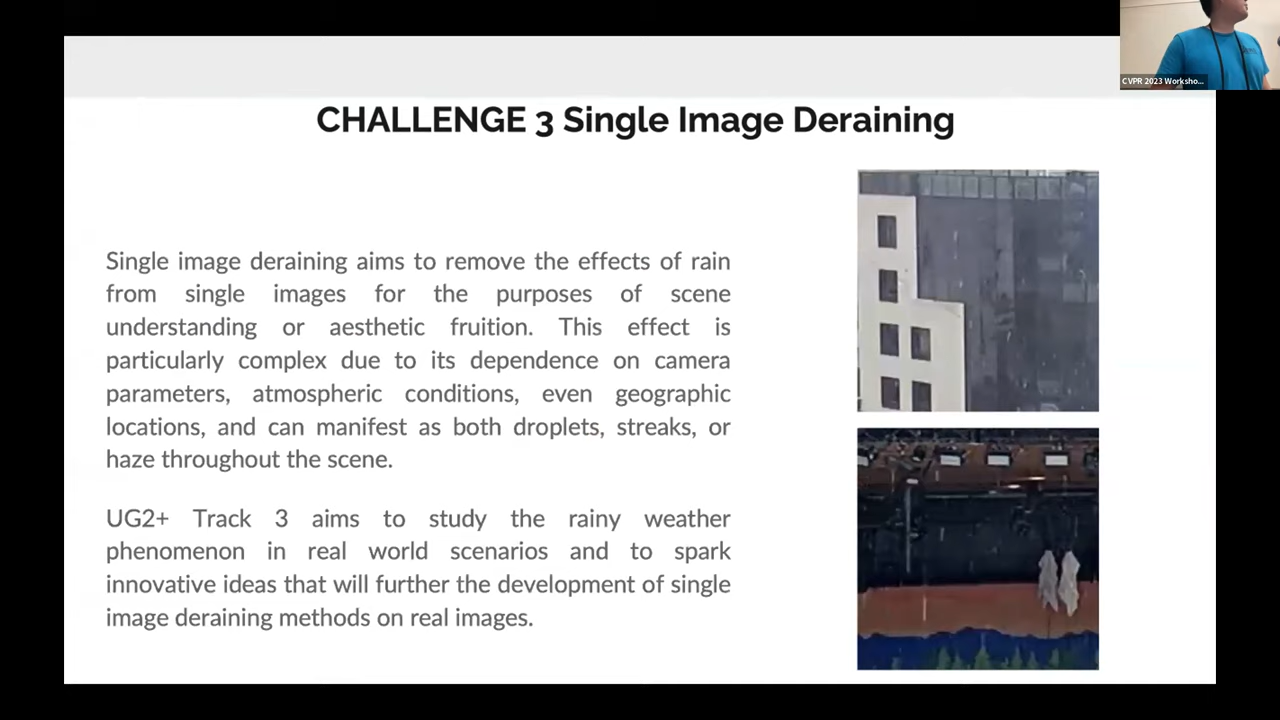 CVPR 2023 Worksho...
CHALLENGE 3 Single Image Deraining
Single image deraining aims to remove the effects of rain
from single images for the purposes of scene
understanding or aesthetic fruition. This effect is
particularly complex due to its dependence on camera
parameters, atmospheric conditions, even geographic
locations, and can manifest as both droplets, streaks, or
haze throughout the scene.
UG2+ Track 3 aims to study the rainy weather
phenomenon in real world scenarios and to spark
innovative ideas that will further the development of single
image deraining methods on real images.